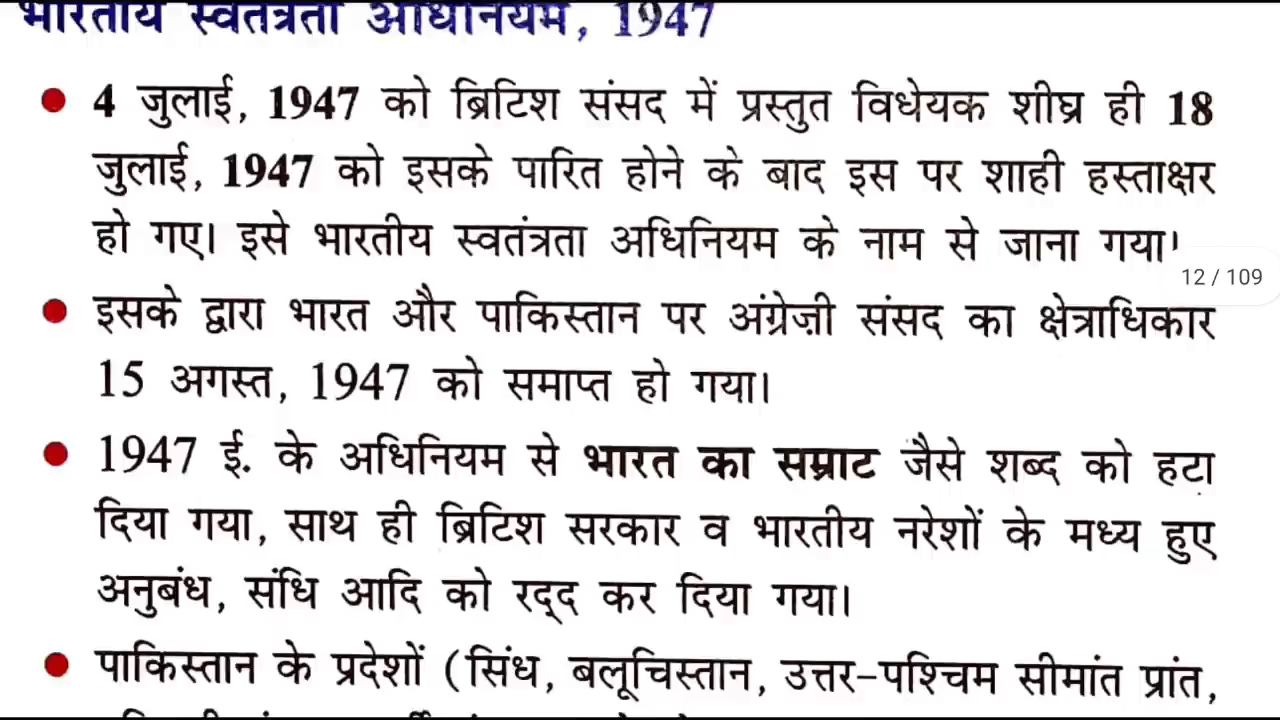 भारतीय स्वतंत्रता अधिनियम, 1947
• 4 जुलाई, 1947 को ब्रिटिश संसद में प्रस्तुत विधेयक शीघ्र ही 18
जुलाई, 1947 को इसके पारित होने के बाद इस पर शाही हस्ताक्षर
हो गए। इसे भारतीय स्वतंत्रता अधिनियम के नाम से जाना गया।
12 / 109
• इसके द्वारा भारत और पाकिस्तान पर अंग्रेज़ी संसद का क्षेत्राधिकार
15 अगस्त, 1947 को समाप्त हो गया।
• 1947 ई. के अधिनियम से भारत का सम्राट जैसे शब्द को हटा
दिया गया, साथ ही ब्रिटिश सरकार व भारतीय नरेशों के मध्य हुए
अनुबंध, संधि आदि को रद्द कर दिया गया।
• पाकिस्तान के प्रदेशों (सिंध, बलूचिस्तान, उत्तर-पश्चिम सीमांत प्रांत,